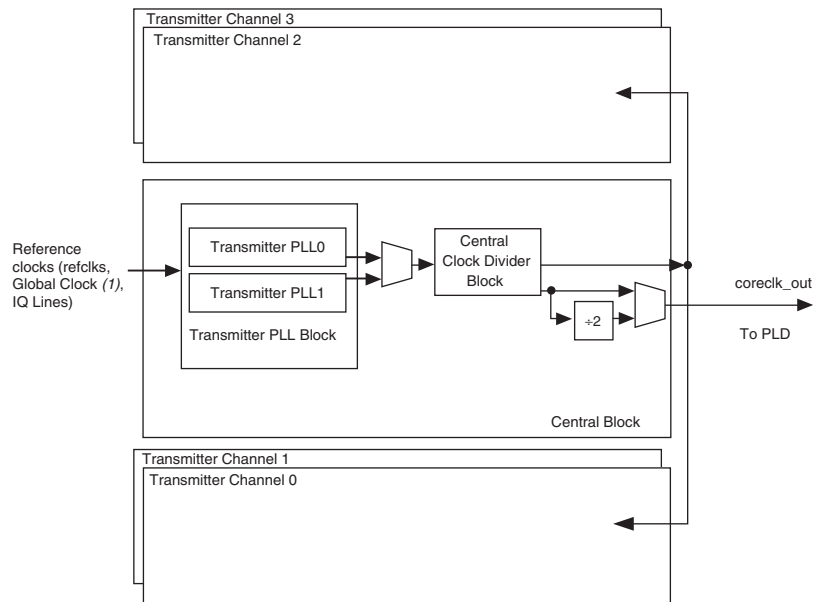 Transmitter Channel 3
Transmitter Channel 2
Reference
clocks (refclks,
Global Clock (1),
IQ Lines)
Transmitter PLL0
Transmitter PLL1
Transmitter PLL Block
Central
Clock Divider
Block
÷2
coreclk_out
To PLD
Central Block
Transmitter Channel 1
Transmitter Channel 0